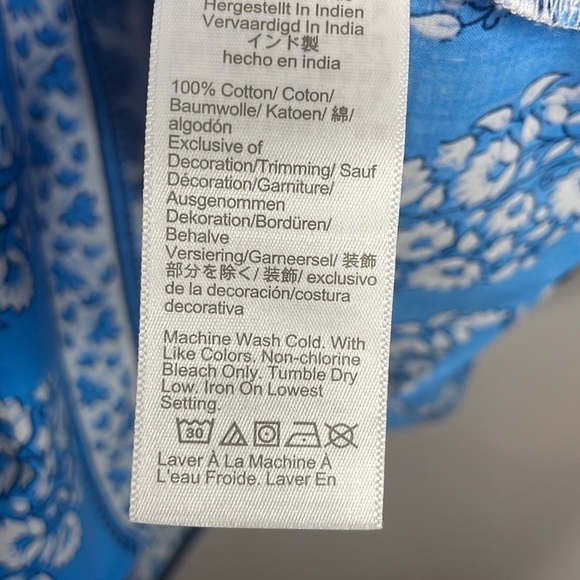 Hergestellt In Indien
Vervaardigd In India
インド製
hecho en india
100% Cotton/ Coton/
Baumwolle/ Katoen/ 綿/
algodón
Exclusive of
Decoration/Trimming/ Sauf
Décoration/Garniture/
Ausgenommen
Dekoration/Bordüren/
Behalve
Versiering/Garneersel/ 装飾
部分を除く/ 装飾/ exclusivo
de la decoración/costura
decorativa
Machine Wash Cold. With
Like Colors. Non-chlorine
Bleach Only. Tumble Dry
Low. Iron On Lowest
Setting.
30
Laver À La Machine À
L'eau Froide. Laver En